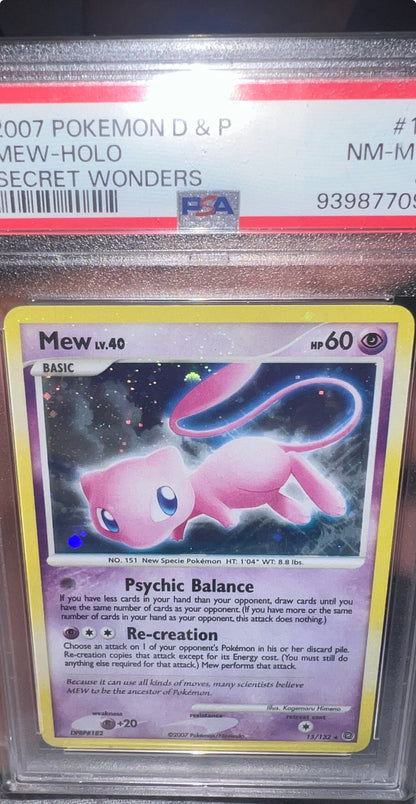 2007 POKEMON D & P #1
MEW-HOLO NM-M
SECRET WONDERS
PSA 9398770
Mew LV.40 HP 60
BASIC
NO. 151 New Specie Pokémon HT: 1'04" WT: 8.8 lbs.
Psychic Balance
If you have less cards in your hand than your opponent, draw cards until you
have the same number of cards as your opponent. (If you have more or the same
number of cards in your hand as your opponent, this attack does nothing.)
Re-creation
Choose an attack on 1 of your opponent's Pokémon in his or her discard pile.
Re-creation copies that attack except for its Energy cost. (You must still do
anything else required for that attack.) Mew performs that attack.
Because it can use all kinds of moves, many scientists believe
MEW to be the ancestor of Pokémon.
Illus. Kagemaru Himeno
weakness resistance retreat cost
+20
DPBP#182 ©2007 Pokémon/Nintendo 15/132